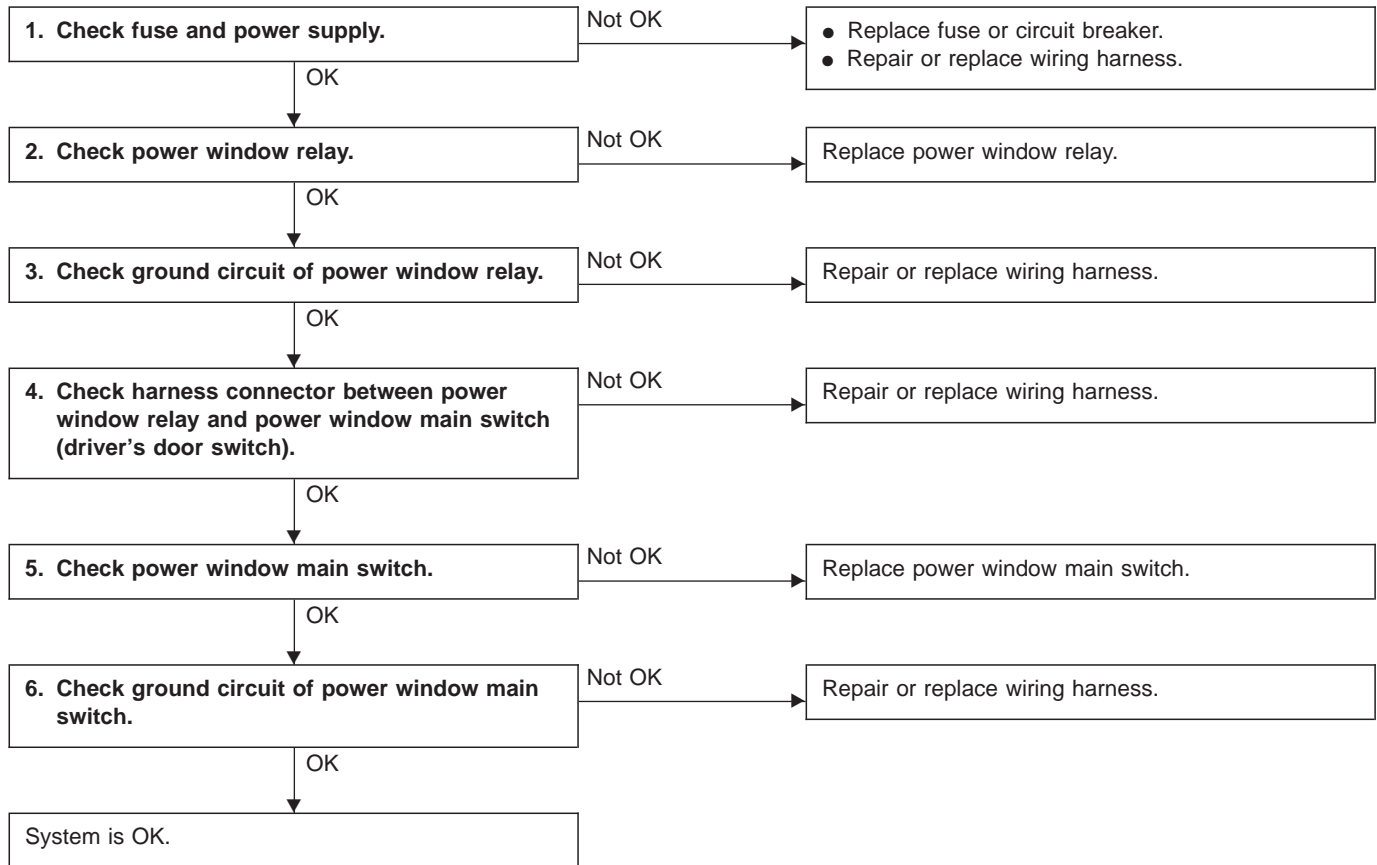 1. Check fuse and power supply.
Not OK
● Replace fuse or circuit breaker.
● Repair or replace wiring harness.
OK
2. Check power window relay.
Not OK
Replace power window relay.
OK
3. Check ground circuit of power window relay.
Not OK
Repair or replace wiring harness.
OK
4. Check harness connector between power
window relay and power window main switch
(driver's door switch).
Not OK
Repair or replace wiring harness.
OK
5. Check power window main switch.
Not OK
Replace power window main switch.
OK
6. Check ground circuit of power window main
switch.
Not OK
Repair or replace wiring harness.
OK
System is OK.